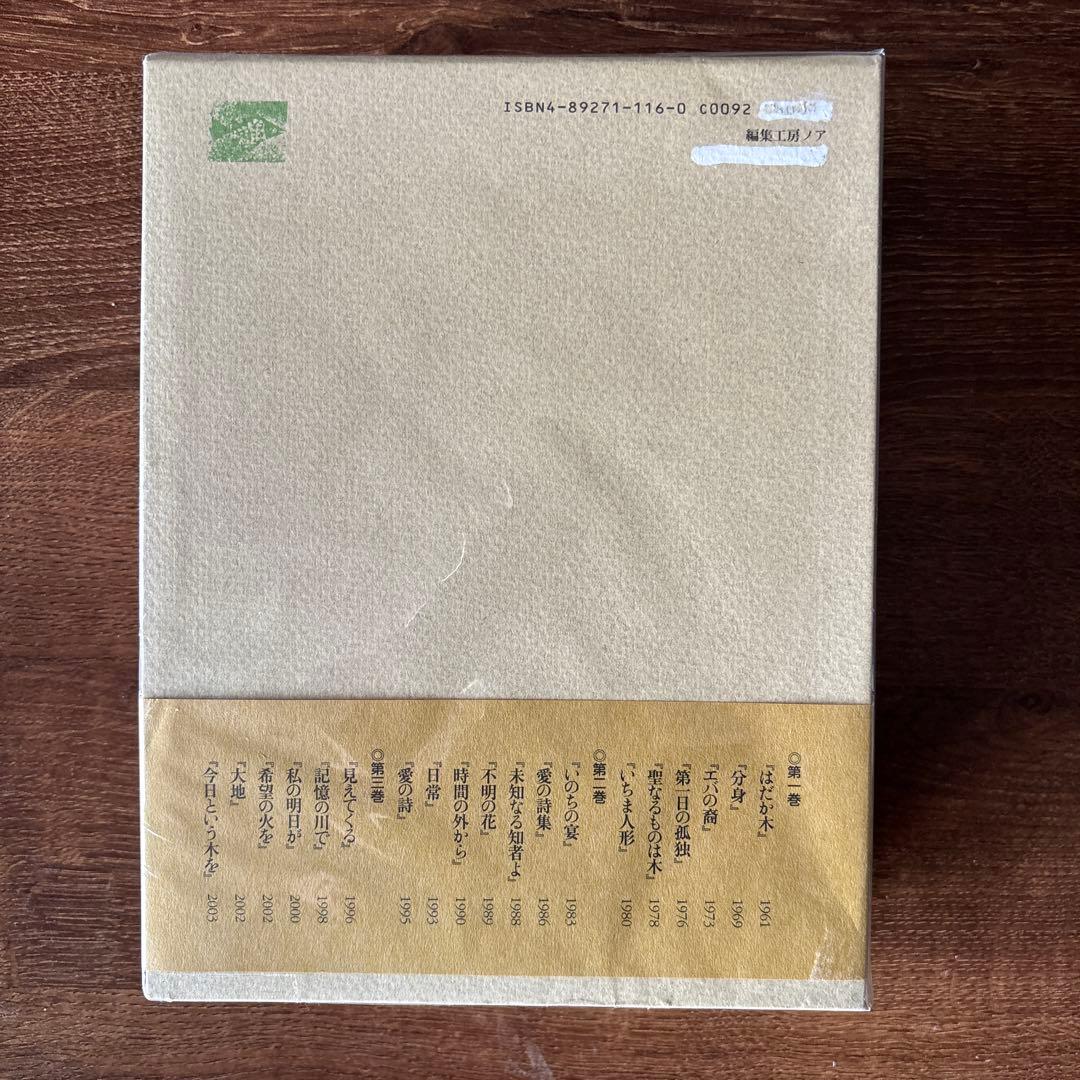 ISBN4-89271-116-0 C0092
編集工房ノア
◎第一巻
『はだか木』 1961
『分身』 1969
『エバの裔』 1973
『第一日の孤独』 1976
『聖なるものは木』 1978
『いちま人形』 1980
◎第二巻
『いのちの宴』 1983
『愛の詩集』 1986
『未知なる知者よ』 1988
『不明の花』 1989
『時間の外から』 1990
『日常』 1993
『愛の詩』 1995
◎第三巻
『見えてくる』 1996
『記憶の川で』 1998
『私の明日が』 2000
『希望の火を』 2002
『大地』 2002
『今日という木を』 2003